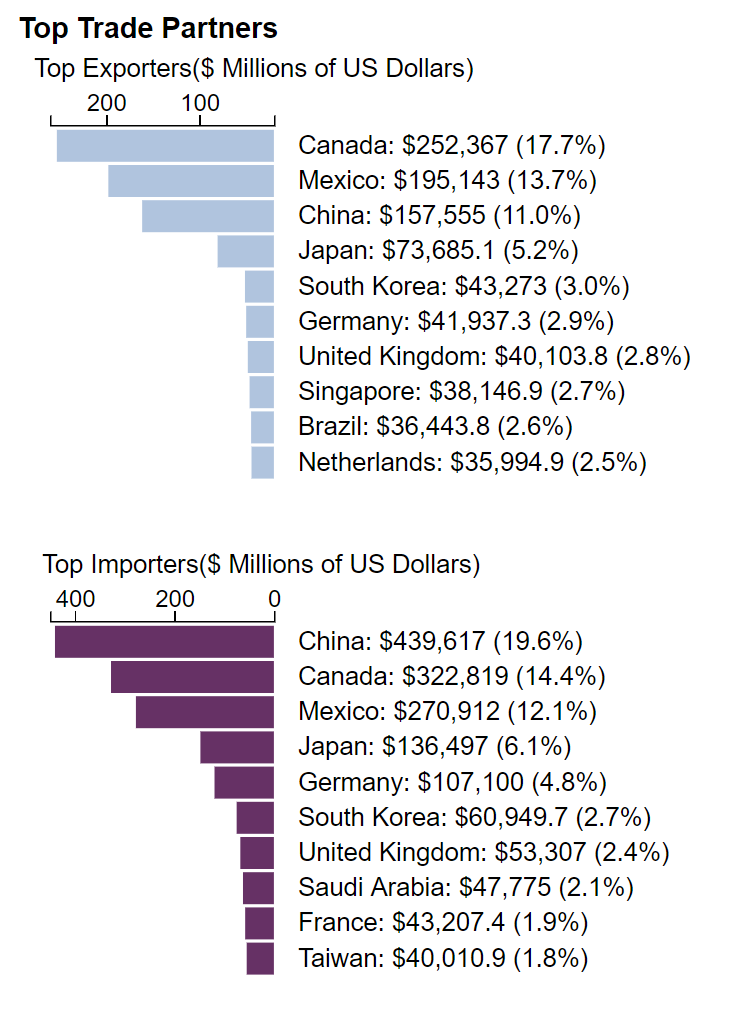 Top Trade Partners
Top Exporters($ Millions of US Dollars)
200 100
Canada: $252,367 (17.7%)
Mexico: $195,143 (13.7%)
China: $157,555 (11.0%)
Japan: $73,685.1 (5.2%)
South Korea: $43,273 (3.0%)
Germany: $41,937.3 (2.9%)
United Kingdom: $40,103.8 (2.8%)
Singapore: $38,146.9 (2.7%)
Brazil: $36,443.8 (2.6%)
Netherlands: $35,994.9 (2.5%)
Top Importers($ Millions of US Dollars)
400 200 0
China: $439,617 (19.6%)
Canada: $322,819 (14.4%)
Mexico: $270,912 (12.1%)
Japan: $136,497 (6.1%)
Germany: $107,100 (4.8%)
South Korea: $60,949.7 (2.7%)
United Kingdom: $53,307 (2.4%)
Saudi Arabia: $47,775 (2.1%)
France: $43,207.4 (1.9%)
Taiwan: $40,010.9 (1.8%)